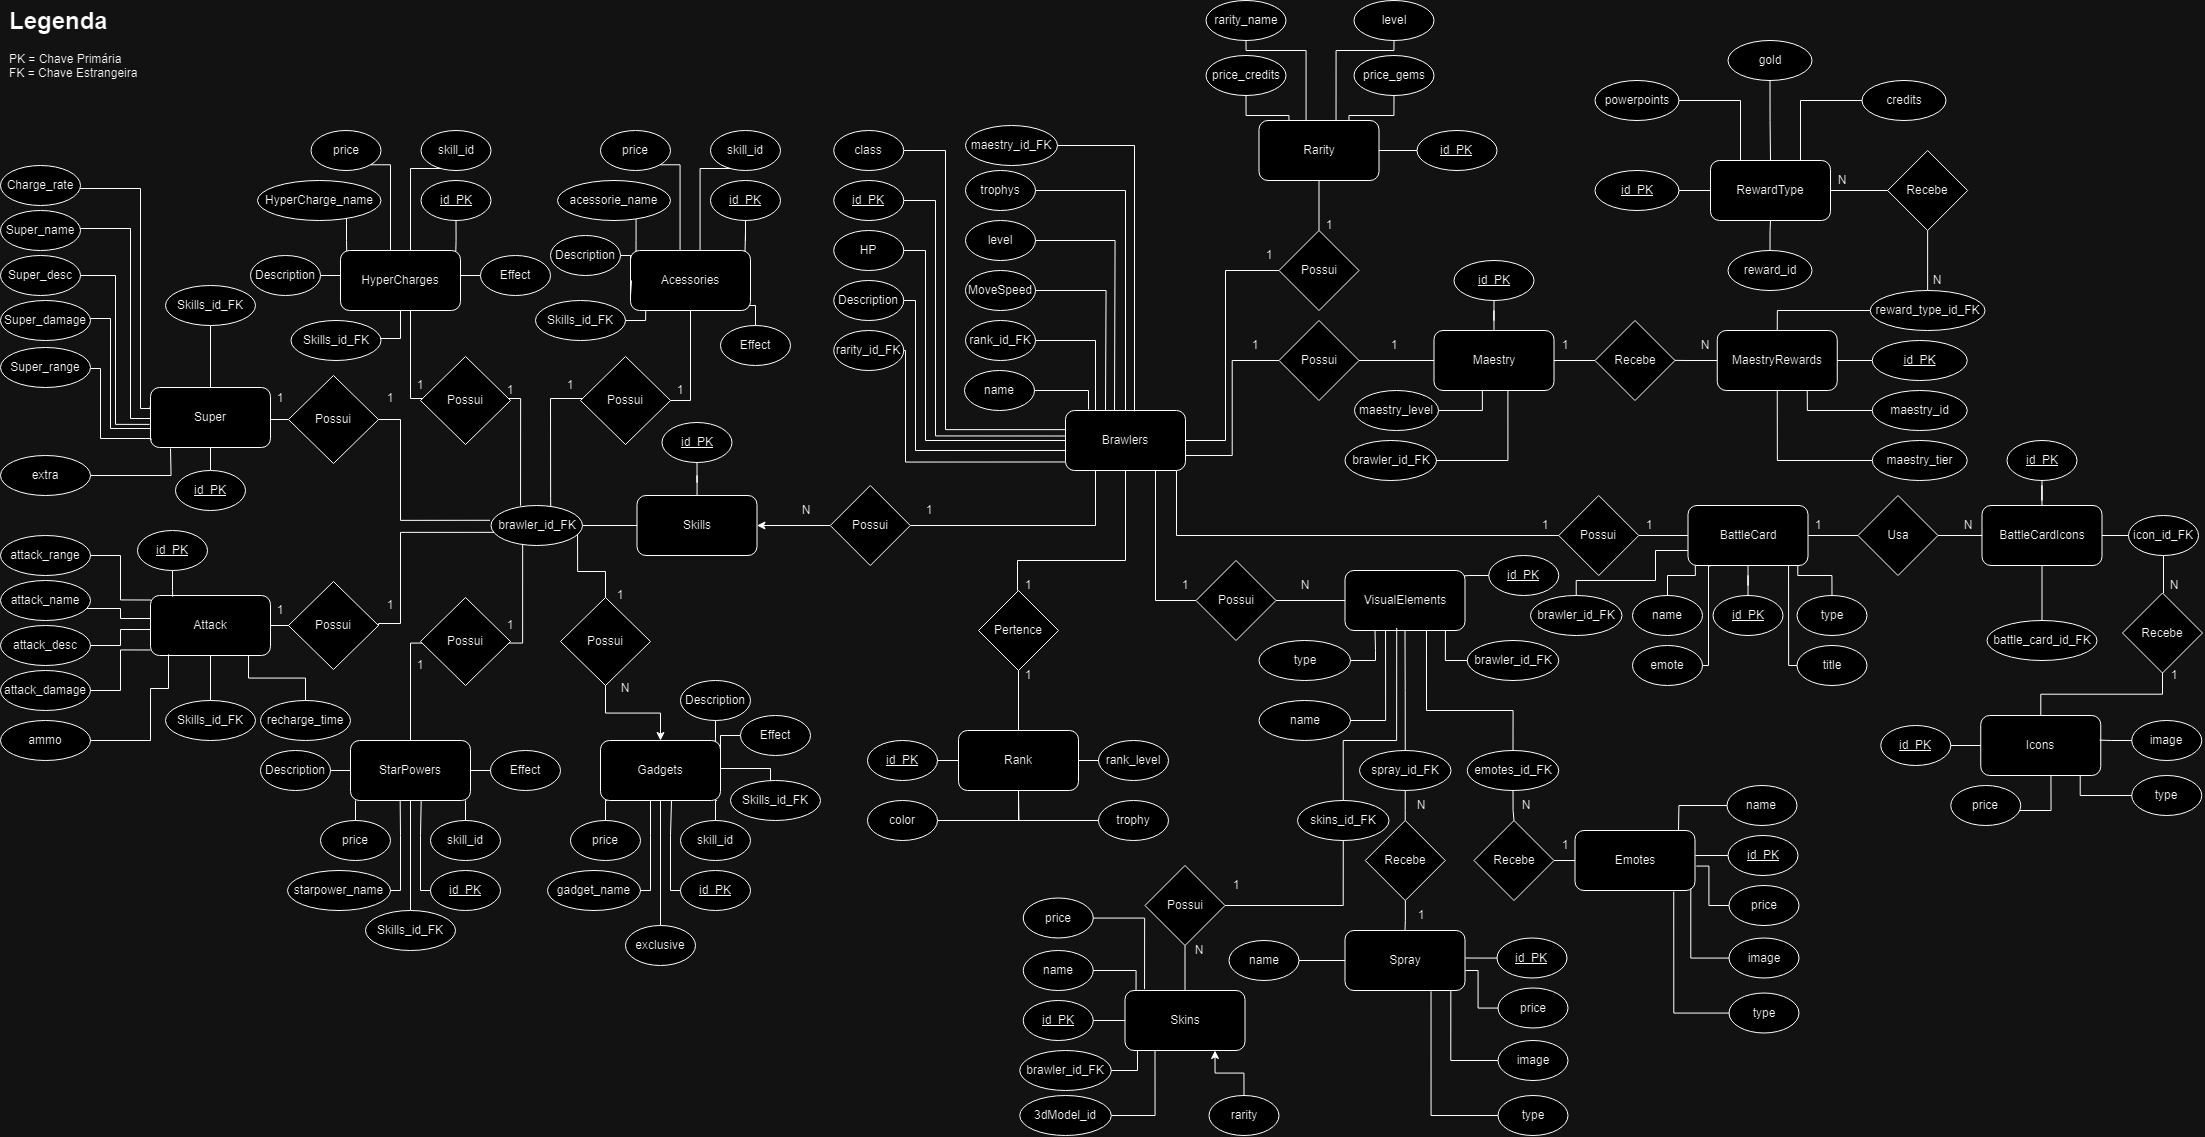 Legenda
PK = Chave Primária
FK = Chave Estrangeira
rarity_name
level
price_credits
price_gems
Rarity
id_PK
1
Possui
1
gold
powerpoints
credits
id_PK
RewardType
N
Recebe
N
reward_id
reward_type_id_FK
Charge_rate
Super_name
Super_desc
Super_damage
Super_range
Skills_id_FK
Super
extra
id_PK
1
Possui
1
price
skill_id
HyperCharge_name
id_PK
Description
HyperCharges
Effect
Skills_id_FK
1
Possui
1
price
skill_id
acessorie_name
id_PK
Description
Acessories
Skills_id_FK
Effect
1
Possui
1
class
id_PK
HP
Description
rarity_id_FK
maestry_id_FK
trophys
level
MoveSpeed
rank_id_FK
name
Brawlers
1
Possui
1
id_PK
Maestry
maestry_level
brawler_id_FK
1
Recebe
N
MaestryRewards
id_PK
maestry_id
maestry_tier
id_PK
brawler_id_FK
Skills
N
Possui
1
attack_range
attack_name
attack_desc
attack_damage
ammo
id_PK
Attack
Skills_id_FK
recharge_time
1
Possui
1
1
Possui
1
Description
StarPowers
Effect
price
skill_id
starpower_name
id_PK
Skills_id_FK
1
Possui
N
Description
Effect
Gadgets
Skills_id_FK
price
skill_id
gadget_name
id_PK
exclusive
1
Pertence
1
id_PK
Rank
rank_level
color
trophy
1
Possui
N
VisualElements
id_PK
type
brawler_id_FK
name
spray_id_FK
emotes_id_FK
skins_id_FK
1
Possui
1
BattleCard
brawler_id_FK
name
id_PK
type
emote
title
1
Usa
N
id_PK
BattleCardIcons
icon_id_FK
battle_card_id_FK
N
Recebe
1
id_PK
Icons
image
price
type
N
Recebe
1
N
Recebe
1
Emotes
name
id_PK
price
image
type
1
Possui
N
price
name
id_PK
Skins
brawler_id_FK
3dModel_id
rarity
name
Spray
id_PK
price
image
type